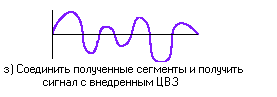 з) Соединить полученные сегменты и получить
сигнал с внедренным ЦВЗ